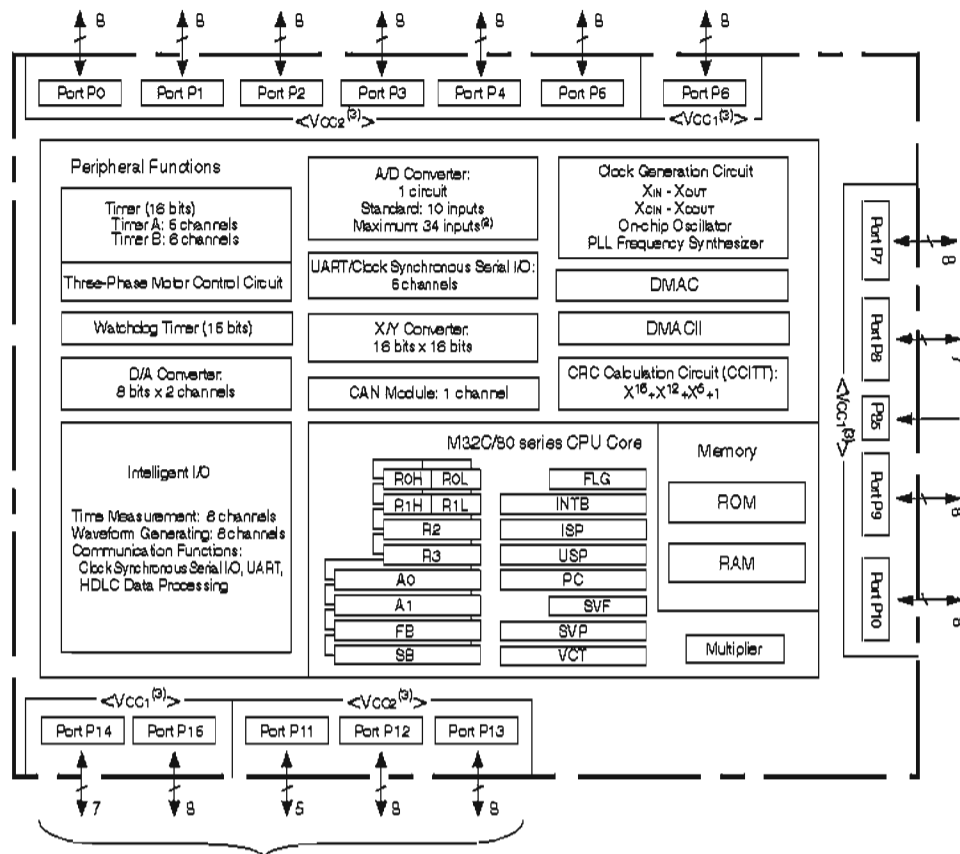 8 8 8 8 8 8 8
Port P0 Port P1 Port P2 Port P3 Port P4 Port P5 Port P6
<VCC2(3)> <VCC1(3)>
Peripheral Functions
Timer (16 bits)
Timer A: 5 channels
Timer B: 6 channels
Three-Phase Motor Control Circuit
Watchdog Timer (15 bits)
D/A Converter:
8 bits x 2 channels
A/D Converter:
1 circuit
Standard: 10 inputs
Maximum: 34 inputs(2)
UART/Clock Synchronous Serial I/O:
5 channels
X/Y Converter:
16 bits x 16 bits
CAN Module: 1 channel
Clock Generation Circuit
XIN - XOUT
XCIN - XCOUT
On-chip Oscillator
PLL Frequency Synthesizer
DMAC
DMACII
CRC Calculation Circuit (CCITT):
X16+X12+X5+1
Intelligent I/O
Time Measurement: 8 channels
Waveform Generating: 8 channels
Communication Functions:
Clock Synchronous Serial I/O, UART,
HDLC Data Processing
M32C/80 series CPU Core
R0H R0L
R1H R1L
R2
R3
A0
A1
FB
SB
FLG
INTB
ISP
USP
PC
SVF
SVP
VCT
Memory
ROM
RAM
Multiplier
<VCC1(3)>
Port P7 8
Port P8 7
P85
Port P9 8
Port P10 8
<VCC1(3)> <VCC2(3)>
Port P14 Port P15 Port P11 Port P12 Port P13
7 8 5 8 8